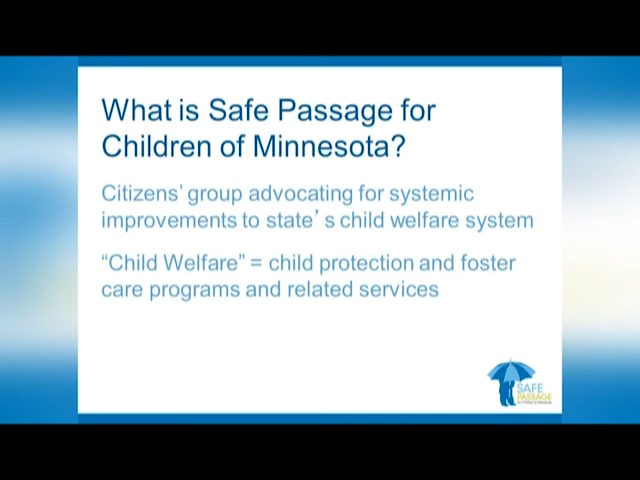 What is Safe Passage for
Children of Minnesota?
Citizens’ group advocating for systemic
improvements to state’s child welfare system
“Child Welfare” = child protection and foster
care programs and related services
SAFE
PASSAGE